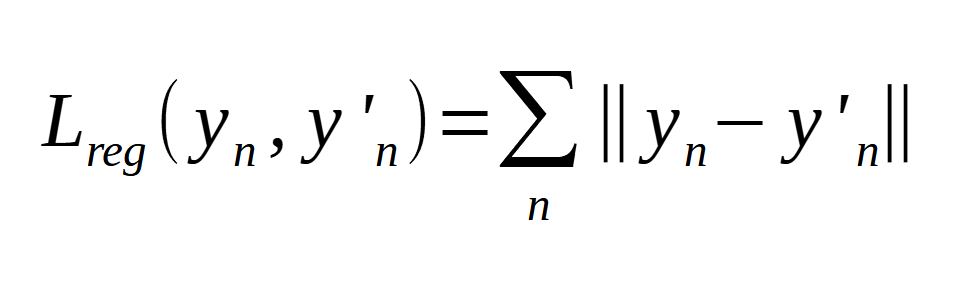 L_reg(y_n, y'_n) = ∑_n ‖y_n − y'_n‖